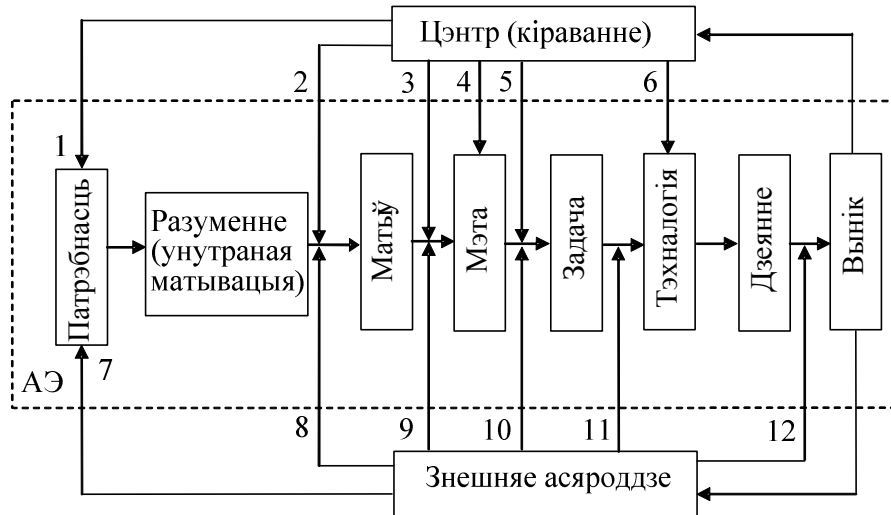 Цэнтр (кіраванне)
2
3
4
5
6
1
Патрэбнасць
Разуменне
(унутраная
матывацыя)
Матыў
Мэта
Задача
Тэхналогія
Дзеянне
Вынік
7
АЭ
8
9
10
11
12
Знешняе асяроддзе